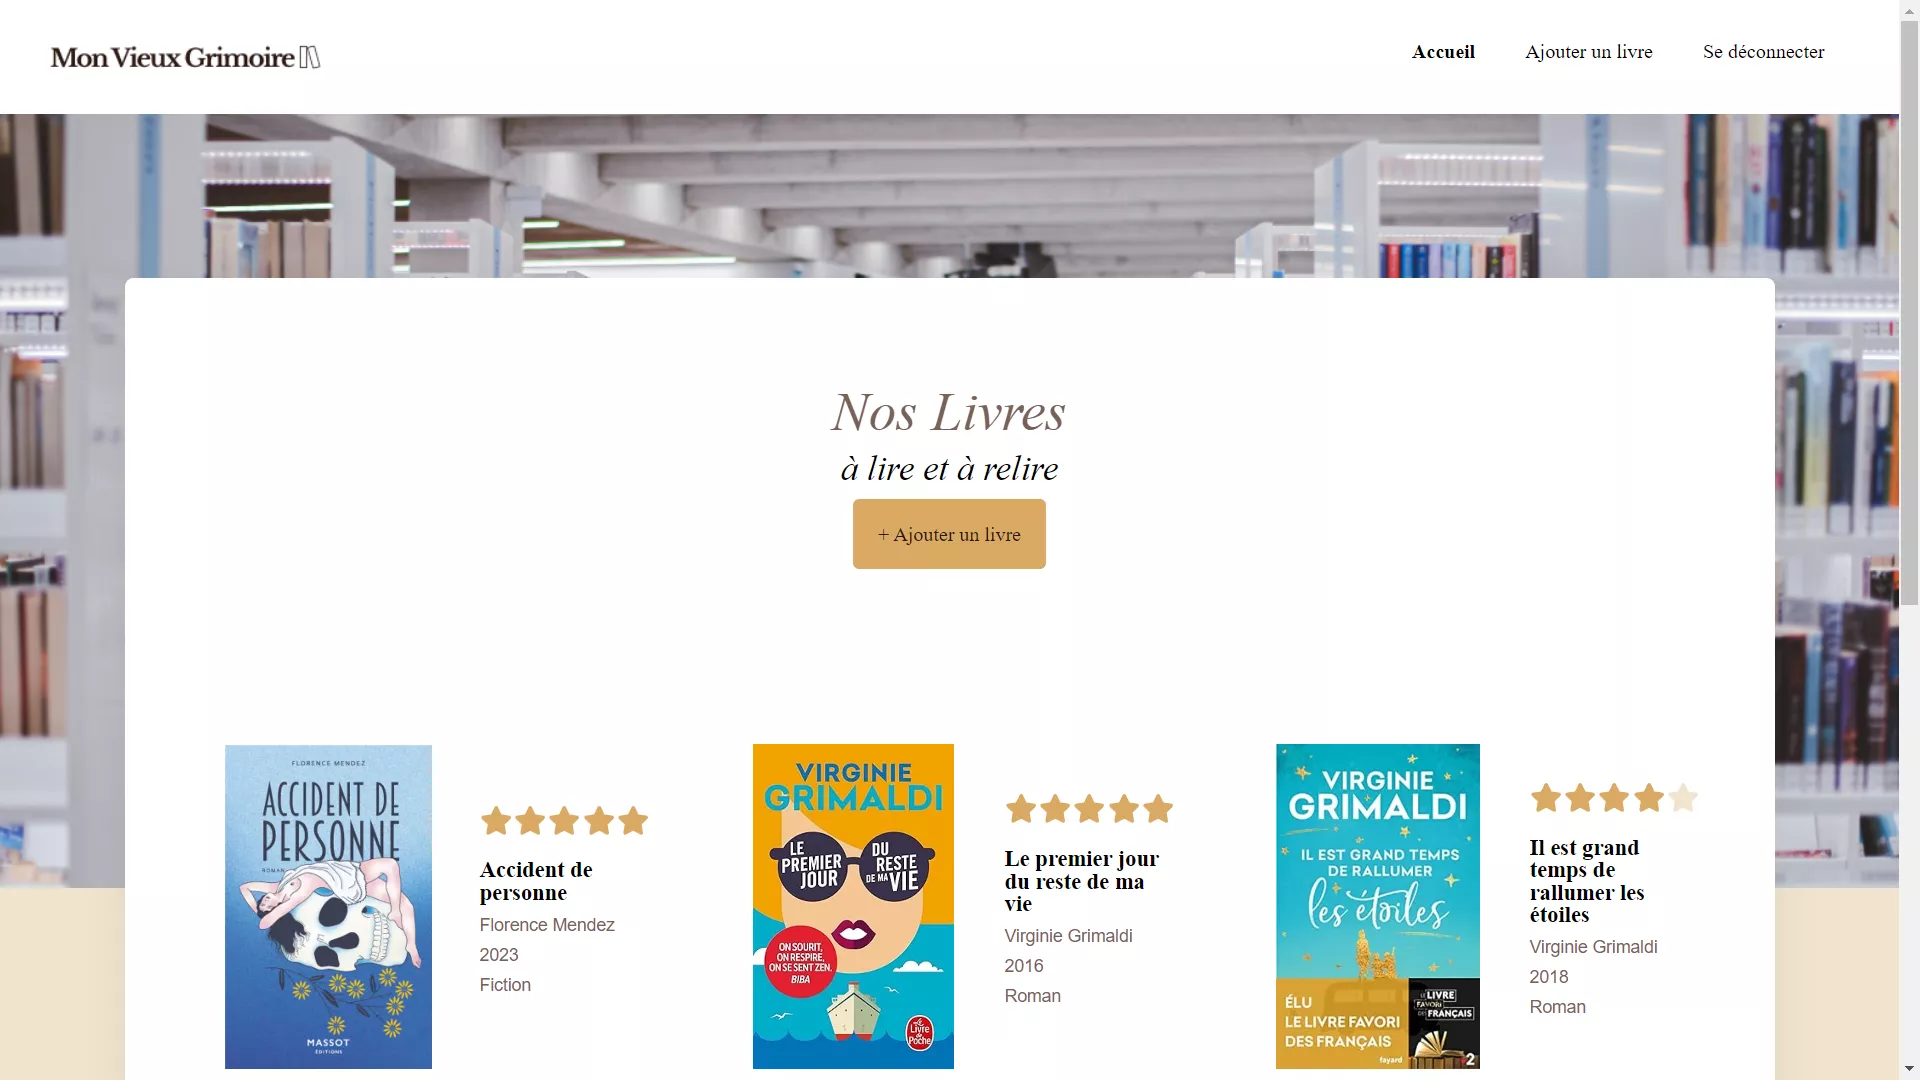 Mon Vieux Grimoire
Accueil
Ajouter un livre
Se déconnecter
Nos Livres
à lire et à relire
+ Ajouter un livre
FLORENCE MENDEZ
ACCIDENT DE
PERSONNE
ROMAN
MASSOT
ÉDITIONS
Accident de
personne
Florence Mendez
2023
Fiction
VIRGINIE
GRIMALDI
LE
PREMIER
JOUR
DU
RESTE
DE MA VIE
ON SOURIT,
ON RESPIRE,
ON SE SENT ZEN.
BIBA
Le
Livre
de
Poche
Le premier jour
du reste de ma
vie
Virginie Grimaldi
2016
Roman
VIRGINIE
GRIMALDI
IL EST GRAND TEMPS
DE RALLUMER
les étoiles
ÉLU
LE LIVRE FAVORI
DES FRANÇAIS
fayard
LE LIVRE
FAVORI
DES FRANÇAIS
2
Il est grand
temps de
rallumer les
étoiles
Virginie Grimaldi
2018
Roman